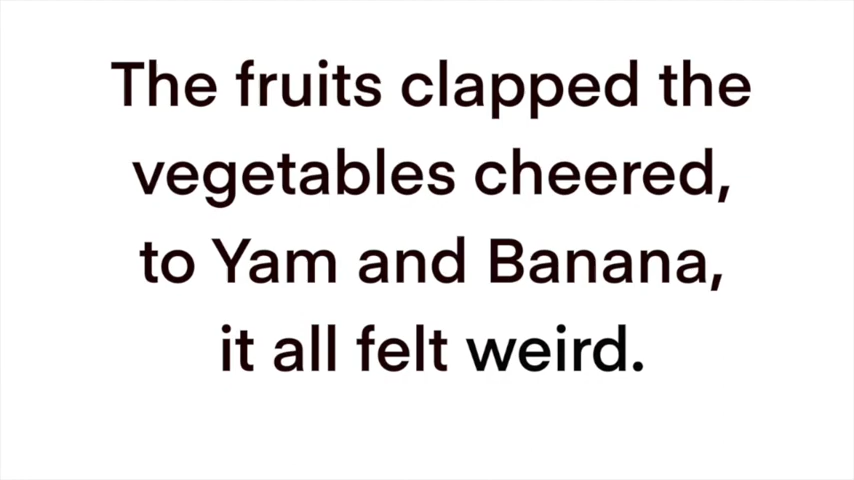 The fruits clapped the
vegetables cheered,
to Yam and Banana,
it all felt weird.